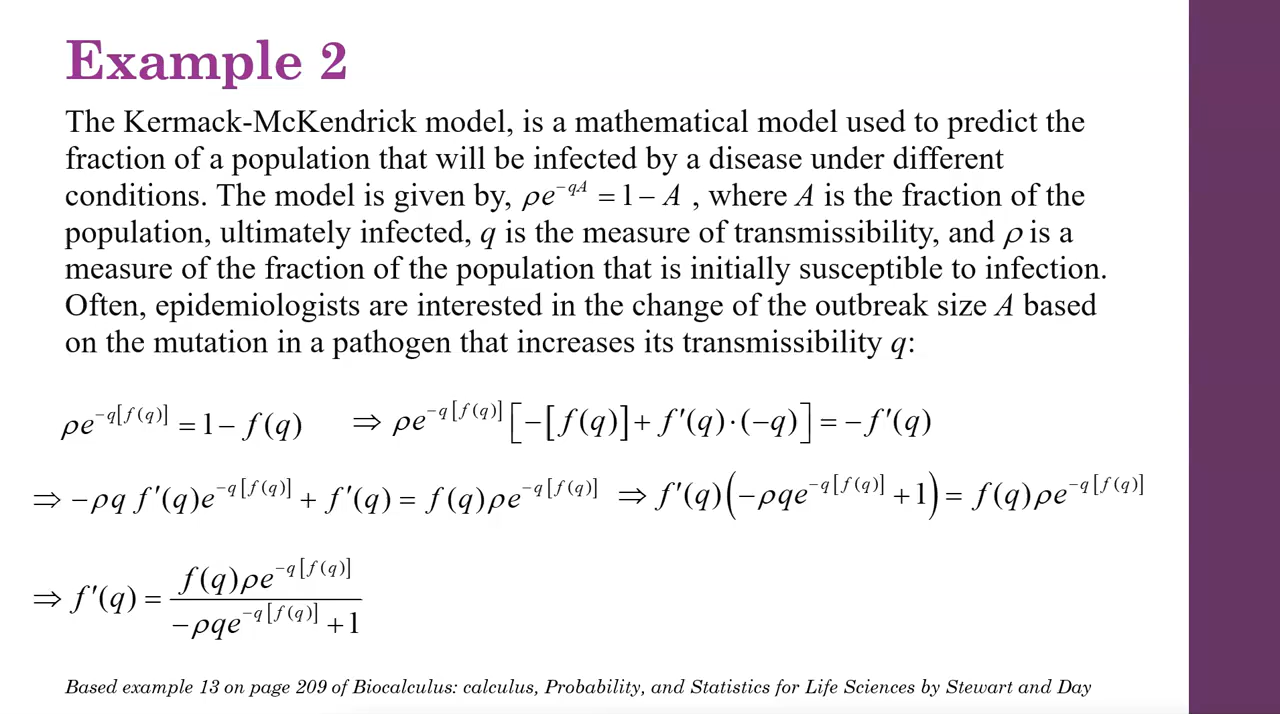 Example 2
The Kermack-McKendrick model, is a mathematical model used to predict the
fraction of a population that will be infected by a disease under different
conditions. The model is given by, ρe^{-qA} = 1 − A , where A is the fraction of the
population, ultimately infected, q is the measure of transmissibility, and ρ is a
measure of the fraction of the population that is initially susceptible to infection.
Often, epidemiologists are interested in the change of the outbreak size A based
on the mutation in a pathogen that increases its transmissibility q:
ρe^{-q[f(q)]} = 1 − f(q) ⇒ ρe^{-q[f(q)]}[−[f(q)] + f′(q)·(−q)] = −f′(q)
⇒ −ρq f′(q)e^{-q[f(q)]} + f′(q) = f(q)ρe^{-q[f(q)]} ⇒ f′(q)(−ρqe^{-q[f(q)]} + 1) = f(q)ρe^{-q[f(q)]}
⇒ f′(q) = \frac{f(q)ρe^{-q[f(q)]}}{−ρqe^{-q[f(q)]} + 1}
Based example 13 on page 209 of Biocalculus: calculus, Probability, and Statistics for Life Sciences by Stewart and Day